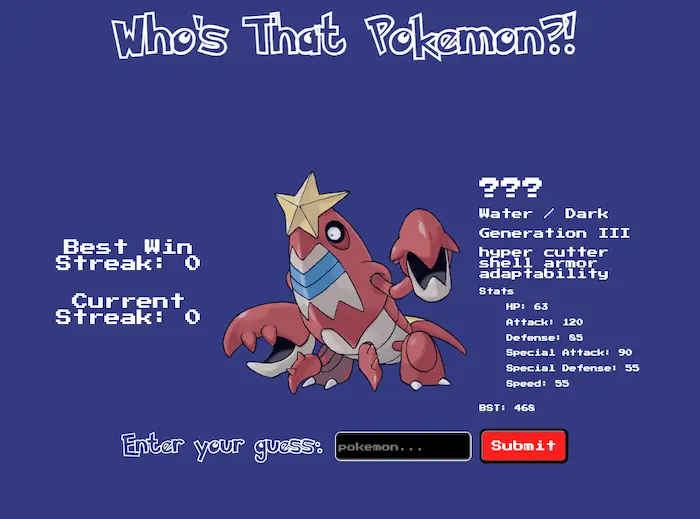 Who's That Pokemon?!
Best Win
Streak: 0
Current
Streak: 0
???
Water / Dark
Generation III
hyper cutter
shell armor
adaptability
Stats
HP: 63
Attack: 120
Defense: 85
Special Attack: 90
Special Defense: 55
Speed: 55
BST: 468
Enter your guess:
pokemon...
Submit